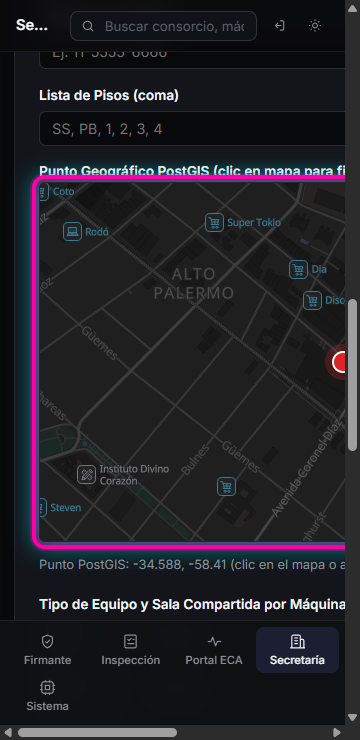 Se...
Buscar consorcio, mác
Ej. 11-5555-6666
Lista de Pisos (coma)
SS, PB, 1, 2, 3, 4
Punto Geográfico PostGIS (clic en mapa para fi
Coto
Rodó
Super Toklo
ALTO
PALERMO
Dia
Disc
Güemes
Instituto Divino
Corazón
Bulnes
Güemes
Avenida Coronel Díaz
Steven
Punto PostGIS: -34.588, -58.41 (clic en el mapa o a
Tipo de Equipo y Sala Compartida por Máquina
Firmante
Inspección
Portal ECA
Secretaría
Sistema